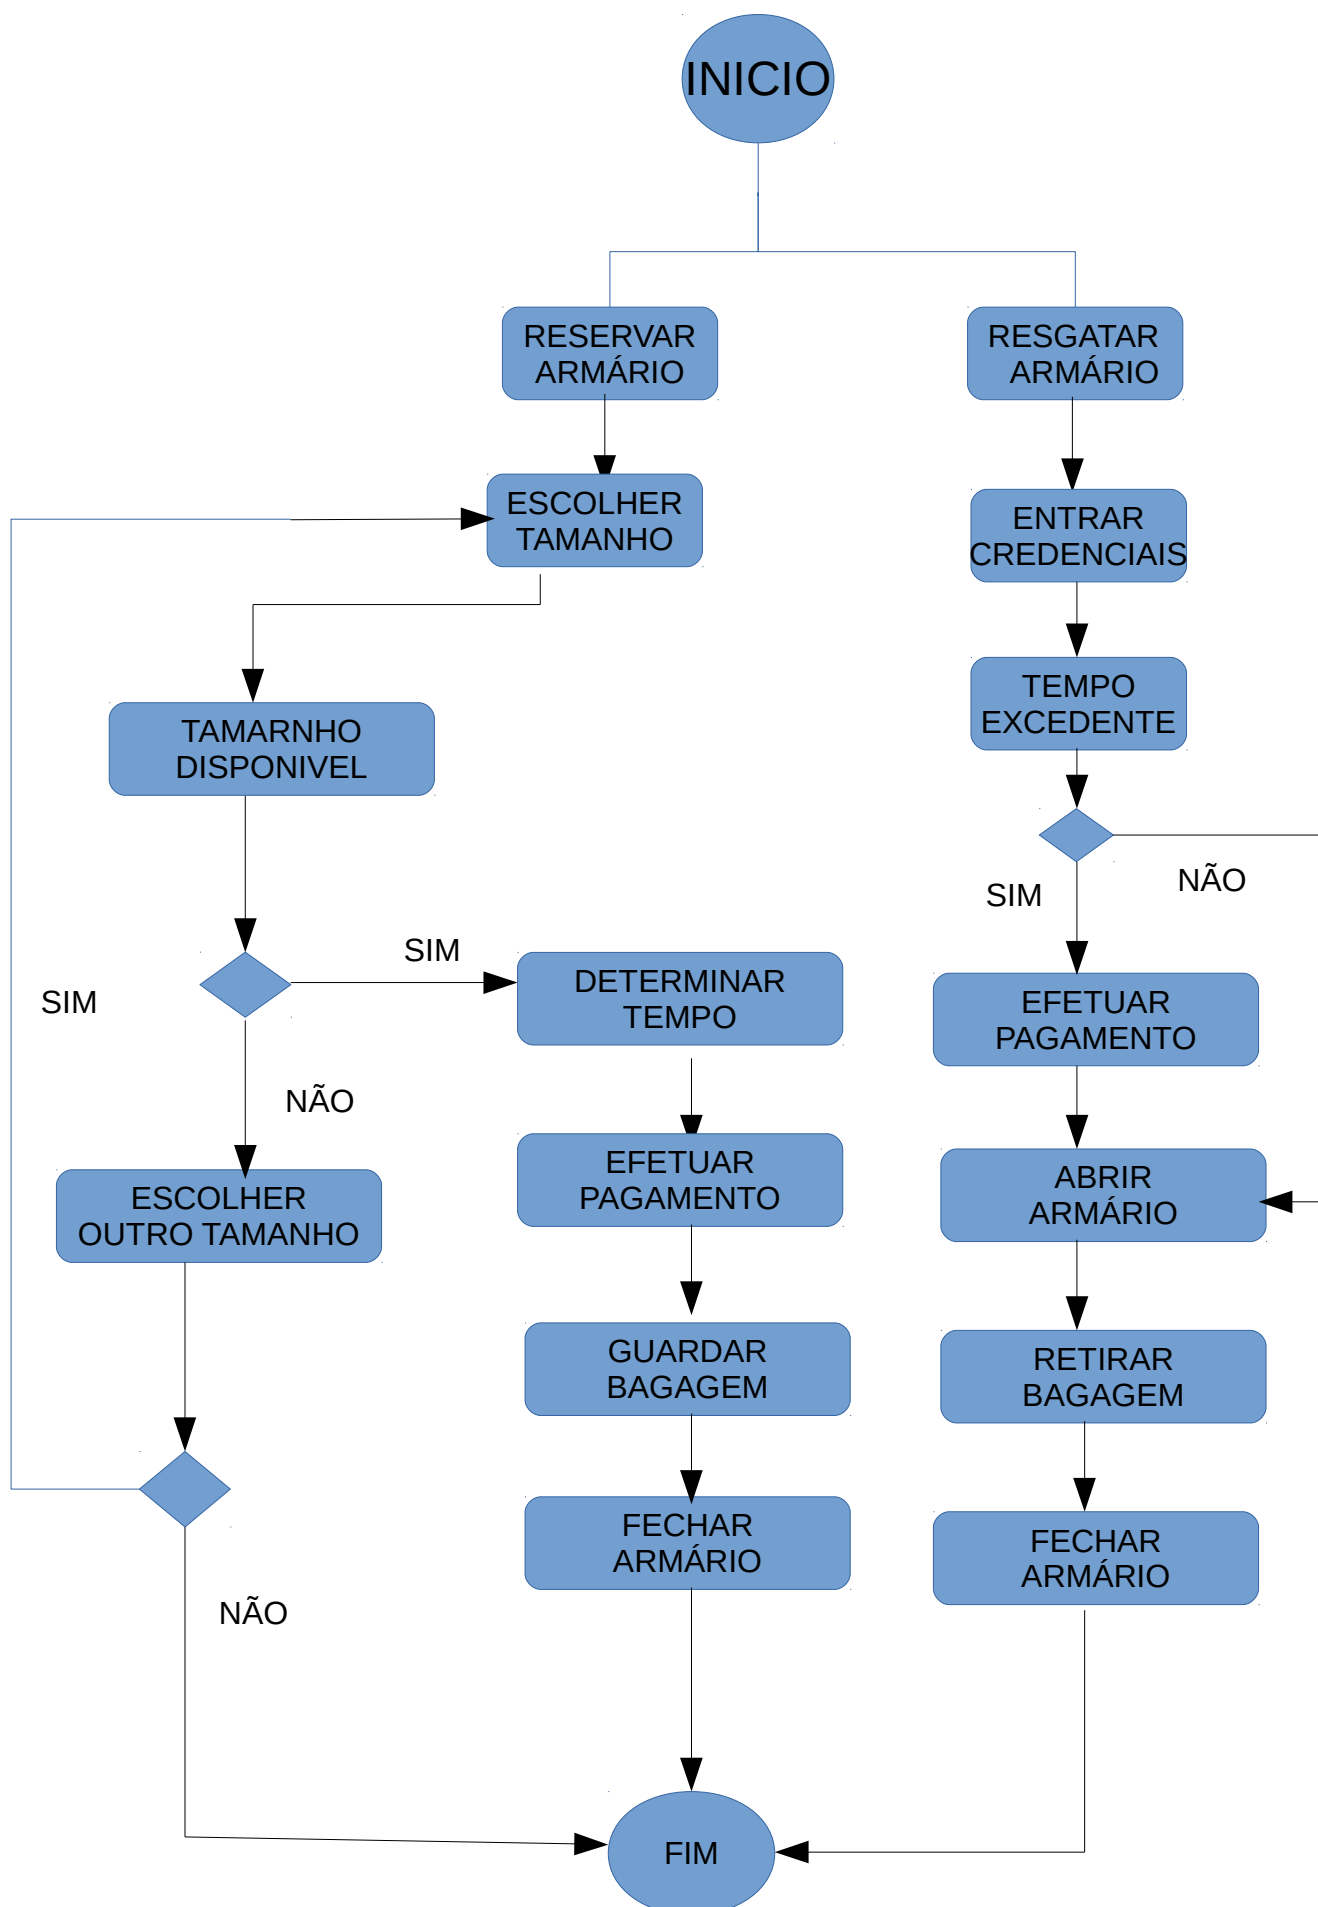 INICIO
RESERVAR
ARMÁRIO
RESGATAR
ARMÁRIO
ESCOLHER
TAMANHO
ENTRAR
CREDENCIAIS
TEMPO
EXCEDENTE
TAMARNHO
DISPONIVEL
NÃO
SIM
SIM
SIM
DETERMINAR
TEMPO
EFETUAR
PAGAMENTO
NÃO
EFETUAR
PAGAMENTO
ABRIR
ARMÁRIO
ESCOLHER
OUTRO TAMANHO
GUARDAR
BAGAGEM
RETIRAR
BAGAGEM
FECHAR
ARMÁRIO
FECHAR
ARMÁRIO
NÃO
FIM